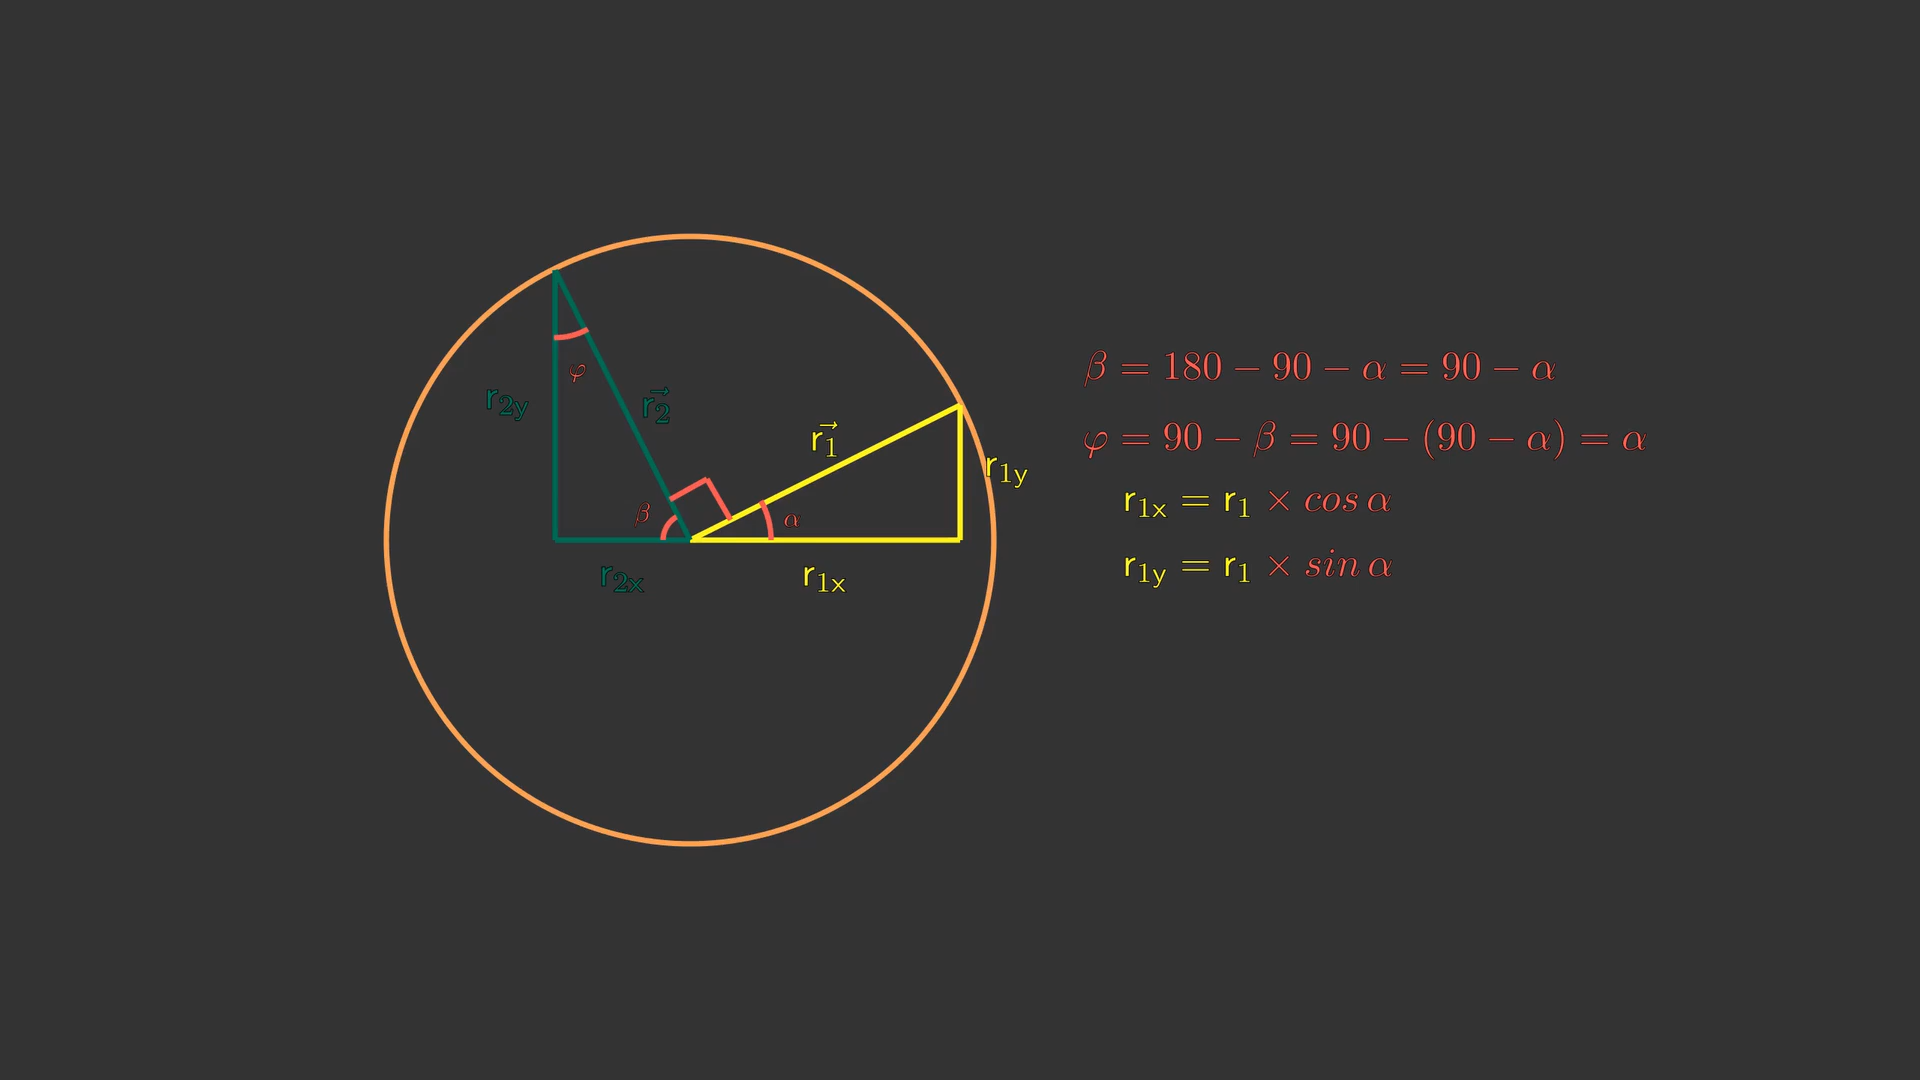 φ
r⃗₂
r₂y
r⃗₁
r₁y
β
α
r₂ₓ
r₁ₓ
β = 180 − 90 − α = 90 − α
φ = 90 − β = 90 − (90 − α) = α
r₁ₓ = r₁ × cos α
r₁y = r₁ × sin α